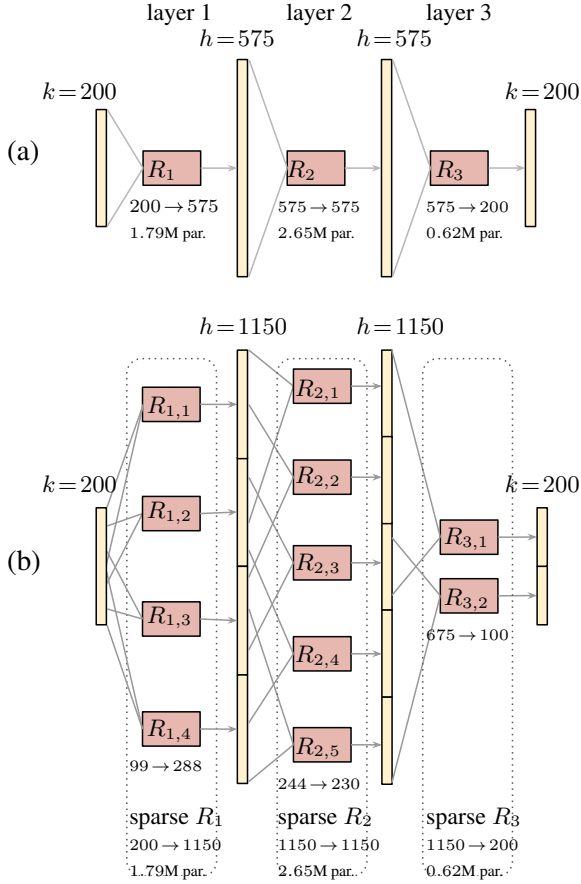 layer 1 layer 2 layer 3
h = 575 h = 575
k = 200 k = 200
(a)
R₁ R₂ R₃
200 → 575 575 → 575 575 → 200
1.79M par. 2.65M par. 0.62M par.
h = 1150 h = 1150
R₁,₁ R₂,₁
k = 200 R₁,₂ R₂,₂ k = 200
R₃,₁
(b)
R₂,₃
R₁,₃ R₃,₂
675 → 100
R₂,₄
R₁,₄ R₂,₅
99 → 288 244 → 230
sparse R₁ sparse R₂ sparse R₃
200 → 1150 1150 → 1150 1150 → 200
1.79M par. 2.65M par. 0.62M par.